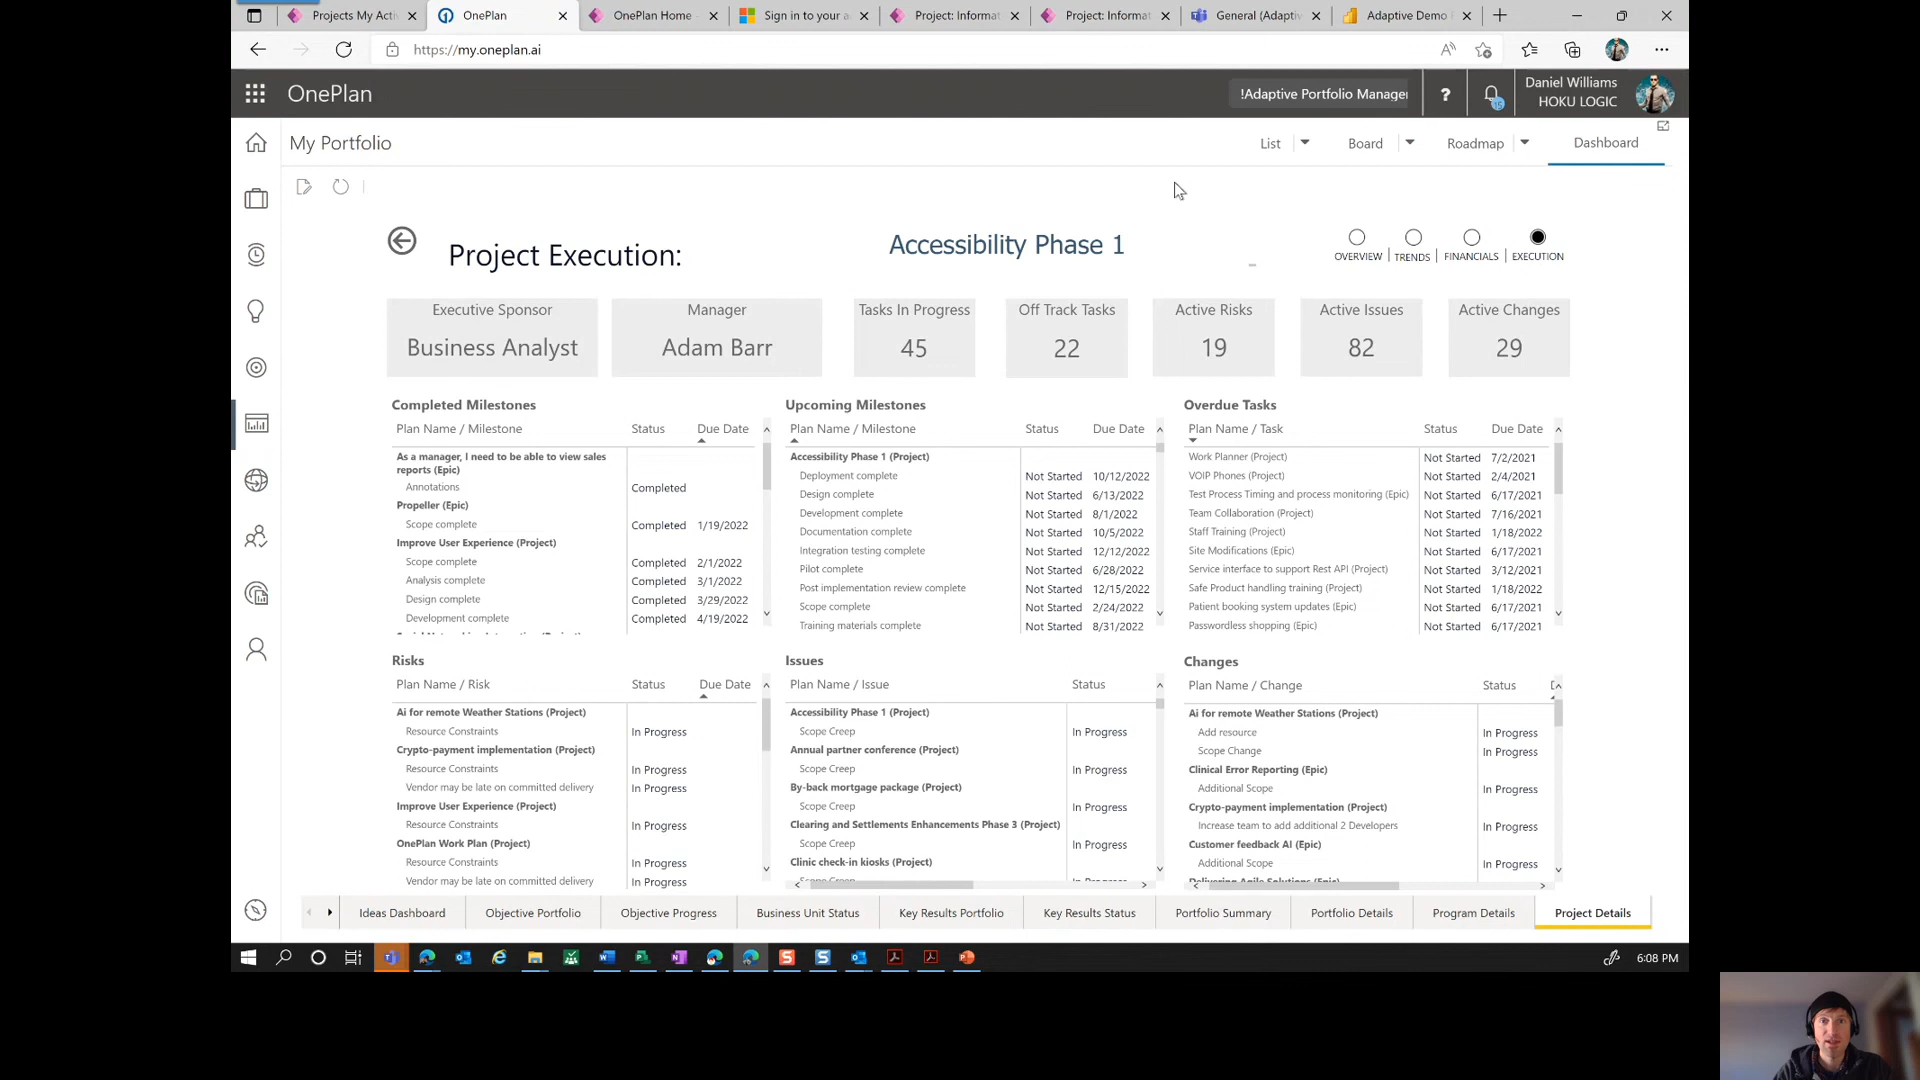 Projects My Activ
OnePlan
OnePlan Home -
Sign in to your a
Project: Informat
Project: Informat
General (Adaptiv
Adaptive Demo
https://my.oneplan.ai
OnePlan
!Adaptive Portfolio Manager
?
Daniel Williams
HOKU LOGIC
My Portfolio
List
Board
Roadmap
Dashboard
Project Execution:
Accessibility Phase 1
OVERVIEW | TRENDS | FINANCIALS | EXECUTION
Executive Sponsor
Business Analyst
Manager
Adam Barr
Tasks In Progress
45
Off Track Tasks
22
Active Risks
19
Active Issues
82
Active Changes
29
Completed Milestones
Plan Name / Milestone Status Due Date
As a manager, I need to be able to view sales
reports (Epic)
Annotations Completed
Propeller (Epic)
Scope complete Completed 1/19/2022
Improve User Experience (Project)
Scope complete Completed 2/1/2022
Analysis complete Completed 3/1/2022
Design complete Completed 3/29/2022
Development complete Completed 4/19/2022
Upcoming Milestones
Plan Name / Milestone Status Due Date
Accessibility Phase 1 (Project)
Deployment complete Not Started 10/12/2022
Design complete Not Started 6/13/2022
Development complete Not Started 8/1/2022
Documentation complete Not Started 10/5/2022
Integration testing complete Not Started 12/12/2022
Pilot complete Not Started 6/28/2022
Post implementation review complete Not Started 12/15/2022
Scope complete Not Started 2/24/2022
Training materials complete Not Started 8/31/2022
Overdue Tasks
Plan Name / Task Status Due Date
Work Planner (Project) Not Started 7/2/2021
VOIP Phones (Project) Not Started 2/4/2021
Test Process Timing and process monitoring (Epic) Not Started 6/17/2021
Team Collaboration (Project) Not Started 7/16/2021
Staff Training (Project) Not Started 1/18/2022
Site Modifications (Epic) Not Started 6/17/2021
Service interface to support Rest API (Project) Not Started 3/12/2021
Safe Product handling training (Project) Not Started 1/18/2022
Patient booking system updates (Epic) Not Started 6/17/2021
Passwordless shopping (Epic) Not Started 6/17/2021
Risks
Plan Name / Risk Status Due Date
Ai for remote Weather Stations (Project)
Resource Constraints In Progress
Crypto-payment implementation (Project)
Resource Constraints In Progress
Vendor may be late on committed delivery In Progress
Improve User Experience (Project)
Resource Constraints In Progress
OnePlan Work Plan (Project)
Resource Constraints In Progress
Vendor may be late on committed delivery In Progress
Issues
Plan Name / Issue Status
Accessibility Phase 1 (Project)
Scope Creep In Progress
Annual partner conference (Project)
Scope Creep In Progress
By-back mortgage package (Project)
Scope Creep In Progress
Clearing and Settlements Enhancements Phase 3 (Project)
Scope Creep In Progress
Clinic check-in kiosks (Project)
Scope Creep In Progress
Changes
Plan Name / Change Status
Ai for remote Weather Stations (Project)
Add resource In Progress
Scope Change In Progress
Clinical Error Reporting (Epic)
Additional Scope In Progress
Crypto-payment implementation (Project)
Increase team to add additional 2 Developers In Progress
Customer feedback AI (Epic)
Additional Scope In Progress
Delivering Agile Solutions (Epic)
Ideas Dashboard
Objective Portfolio
Objective Progress
Business Unit Status
Key Results Portfolio
Key Results Status
Portfolio Summary
Portfolio Details
Program Details
Project Details
6:08 PM